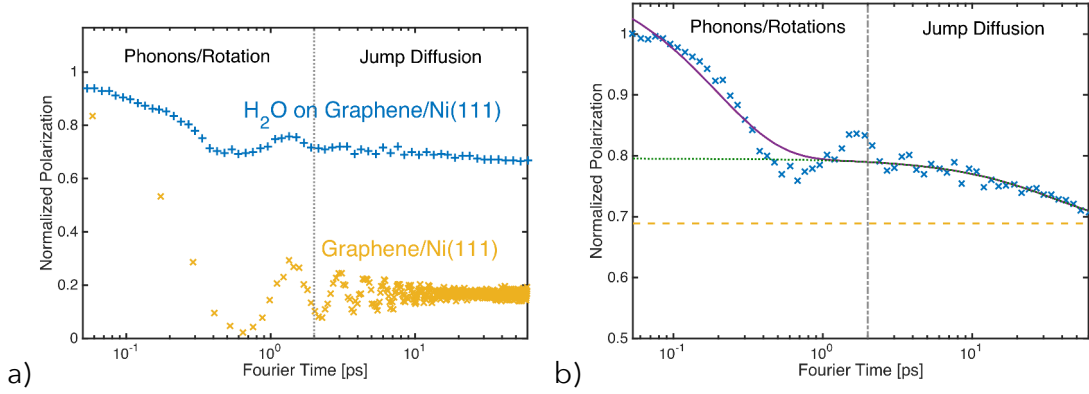 Phonons/Rotation
Jump Diffusion
1
0.8
0.6
0.4
0.2
0
Normalized Polarization
H₂O on Graphene/Ni(111)
Graphene/Ni(111)
10⁻¹
10⁰
10¹
Fourier Time [ps]
a)
Phonons/Rotations
Jump Diffusion
1
0.9
0.8
0.7
0.6
0.5
Normalized Polarization
10⁻¹
10⁰
10¹
Fourier Time [ps]
b)